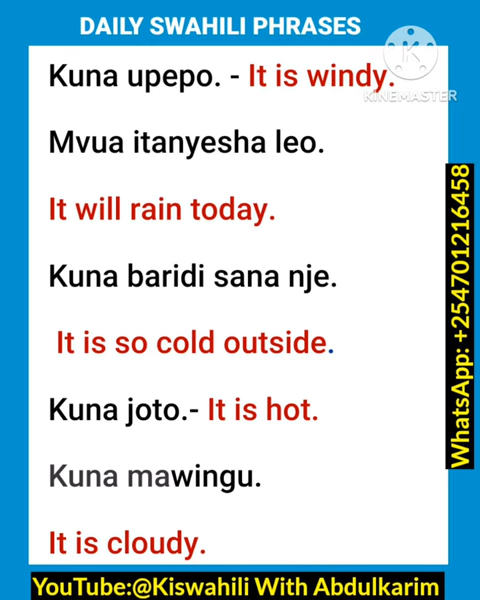 DAILY SWAHILI PHRASES
Kuna upepo. - It is windy.
KINEMASTER
Mvua itanyesha leo.
It will rain today.
Kuna baridi sana nje.
It is so cold outside.
Kuna joto.- It is hot.
Kuna mawingu.
It is cloudy.
WhatsApp: +254701216458
YouTube:@Kiswahili With Abdulkarim